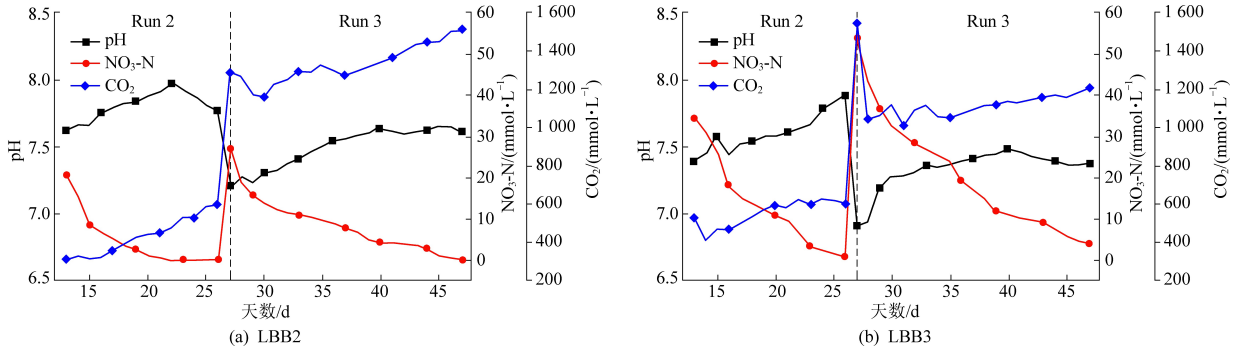 Run 2
Run 3
pH
NO₃-N
CO₂
8.5
8.0
7.5
7.0
6.5
pH
15
20
25
30
35
40
45
天数/d
60
50
40
30
20
10
0
NO₃-N/(mmol·L⁻¹)
1 600
1 400
1 200
1 000
800
600
400
200
CO₂/(mmol·L⁻¹)
(a) LBB2
Run 2
Run 3
pH
NO₃-N
CO₂
8.5
8.0
7.5
7.0
6.5
pH
15
20
25
30
35
40
45
天数/d
60
50
40
30
20
10
0
NO₃-N/(mmol·L⁻¹)
1 600
1 400
1 200
1 000
800
600
400
200
CO₂/(mmol·L⁻¹)
(b) LBB3